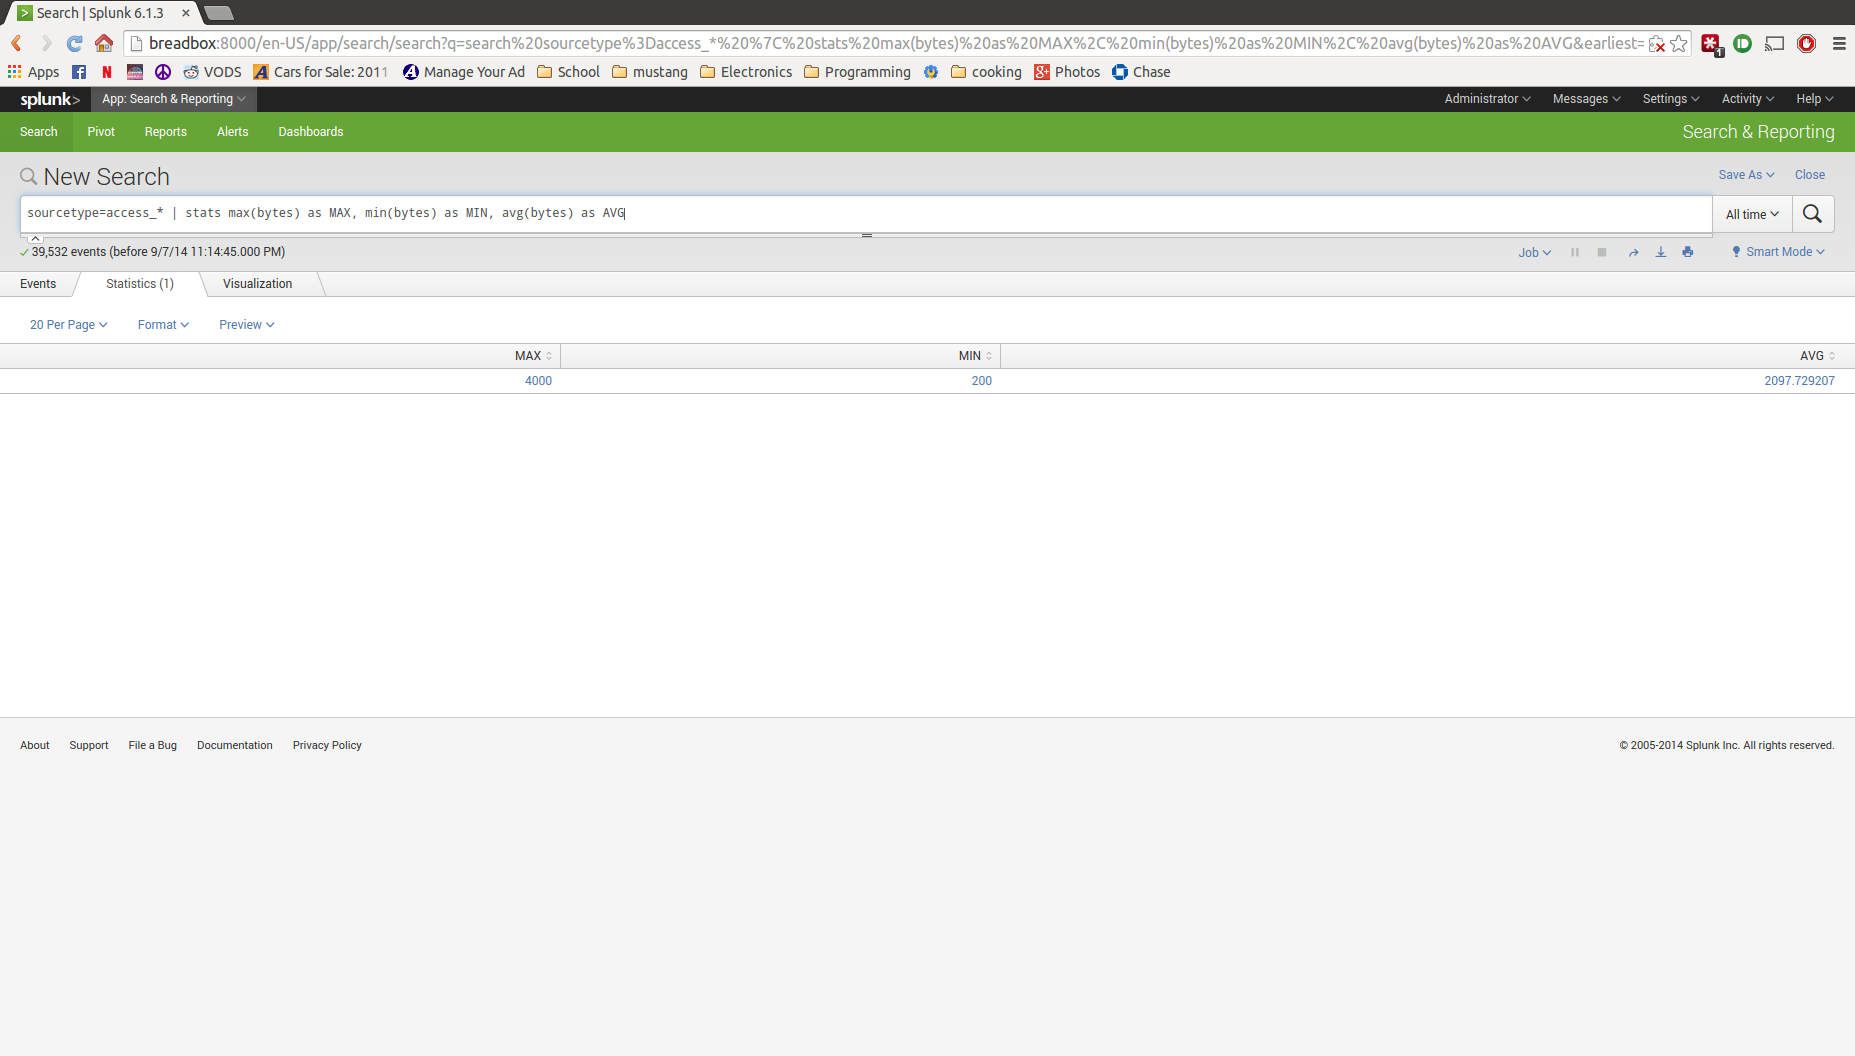 Search | Splunk 6.1.3
breadbox:8000/en-US/app/search/search?q=search%20sourcetype%3Daccess_*%20%7C%20stats%20max(bytes)%20as%20MAX%2C%20min(bytes)%20as%20MIN%2C%20avg(bytes)%20as%20AVG&earliest=
Apps VODS Cars for Sale: 2011 Manage Your Ad School mustang Electronics Programming cooking Photos Chase
splunk> App: Search & Reporting Administrator Messages Settings Activity Help
Search Pivot Reports Alerts Dashboards Search & Reporting
New Search Save As Close
sourcetype=access_* | stats max(bytes) as MAX, min(bytes) as MIN, avg(bytes) as AVG All time
39,532 events (before 9/7/14 11:14:45.000 PM) Job Smart Mode
Events Statistics (1) Visualization
20 Per Page Format Preview
MAX MIN AVG
4000 200 2097.729207
About Support File a Bug Documentation Privacy Policy © 2005-2014 Splunk Inc. All rights reserved.